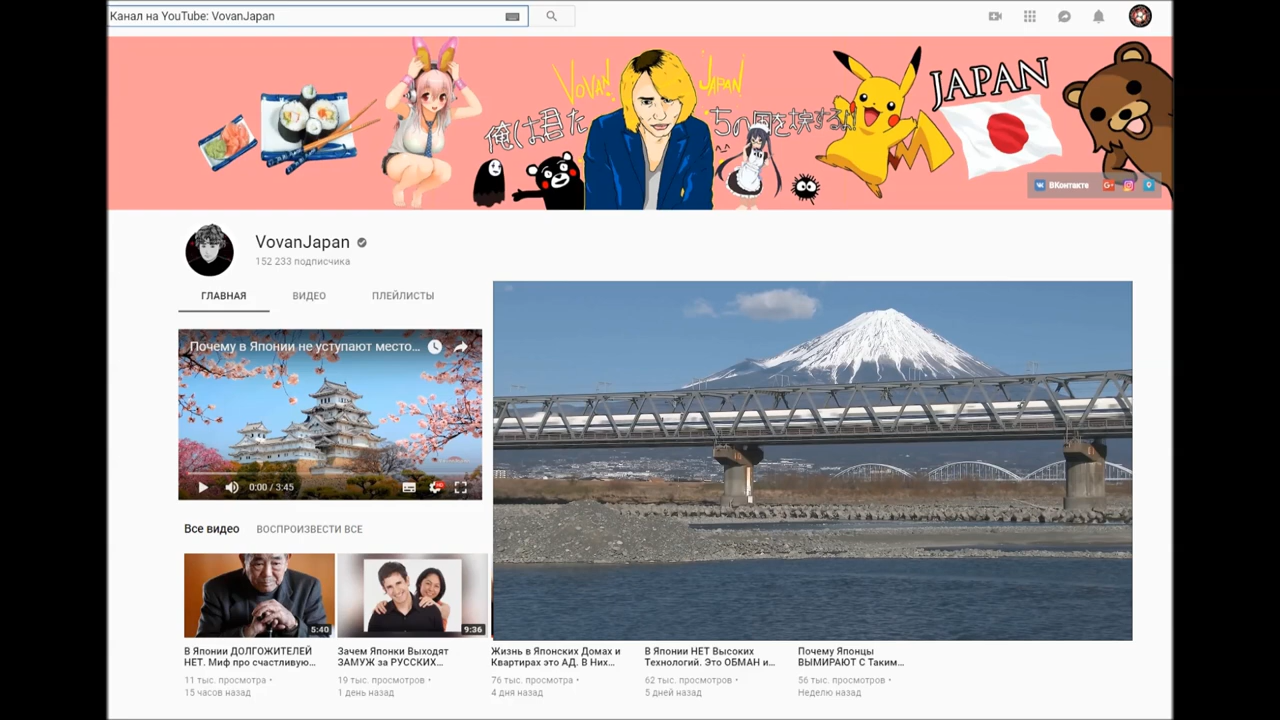 Канал на YouTube: VovanJapan
VOVAN! JAPAN
JAPAN
俺は君た
ちの国を埃するよ!
ВКонтакте
G+
VovanJapan
152 233 подписчика
ГЛАВНАЯ ВИДЕО ПЛЕЙЛИСТЫ
Почему в Японии не уступают место...
0:00 / 3:45
HD
Все видео ВОСПРОИЗВЕСТИ ВСЕ
5:40
9:36
В Японии ДОЛГОЖИТЕЛЕЙ
НЕТ. Миф про счастливую...
11 тыс. просмотра •
15 часов назад
Зачем Японки Выходят
ЗАМУЖ за РУССКИХ...
19 тыс. просмотров •
1 день назад
Жизнь в Японских Домах и
Квартирах это АД. В Них...
76 тыс. просмотра •
4 дня назад
В Японии НЕТ Высоких
Технологий. Это ОБМАН и...
62 тыс. просмотров •
5 дней назад
Почему Японцы
ВЫМИРАЮТ С Таким...
56 тыс. просмотров •
Неделю назад